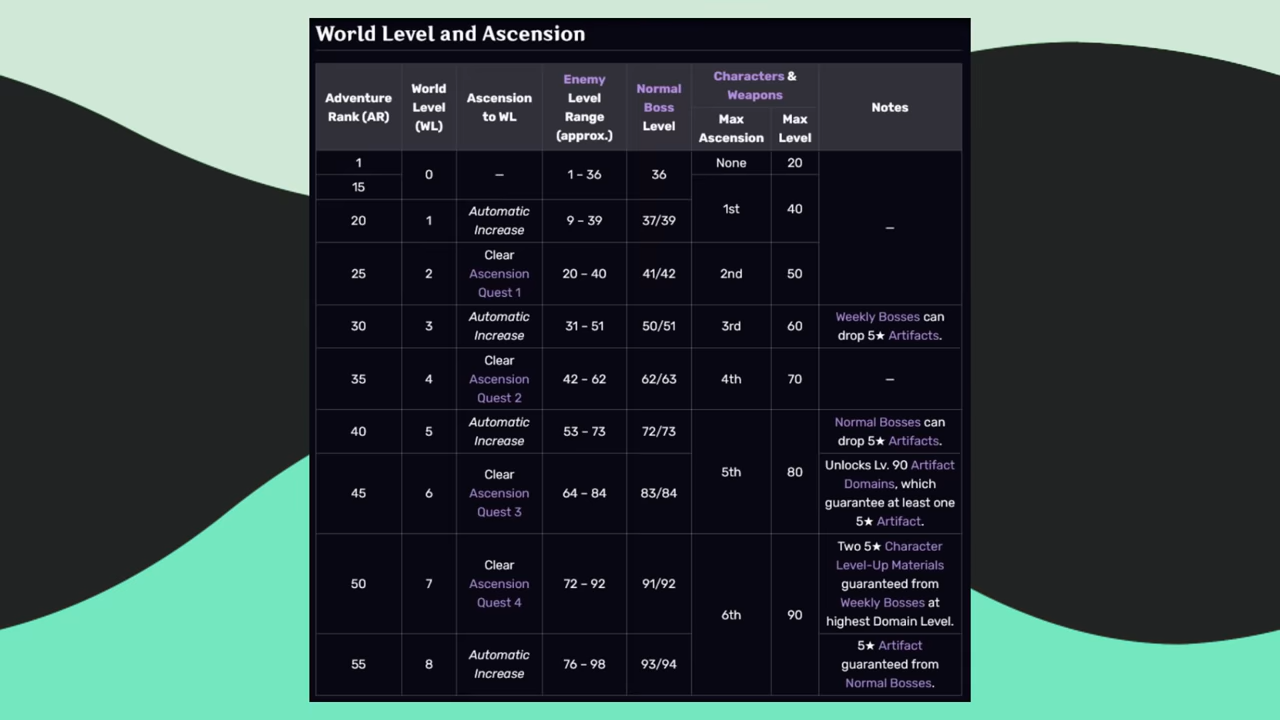 World Level and Ascension
Adventure
Rank (AR)
World
Level
(WL)
Ascension
to WL
Enemy
Level
Range
(approx.)
Normal
Boss
Level
Characters &
Weapons
Max
Ascension
Max
Level
Notes
1
15
0
—
1 – 36
36
None
20
1st
40
—
20
1
Automatic
Increase
9 – 39
37/39
25
2
Clear
Ascension
Quest 1
20 – 40
41/42
2nd
50
30
3
Automatic
Increase
31 – 51
50/51
3rd
60
Weekly Bosses can
drop 5★ Artifacts.
35
4
Clear
Ascension
Quest 2
42 – 62
62/63
4th
70
—
40
5
Automatic
Increase
53 – 73
72/73
5th
80
Normal Bosses can
drop 5★ Artifacts.
45
6
Clear
Ascension
Quest 3
64 – 84
83/84
Unlocks Lv. 90 Artifact
Domains, which
guarantee at least one
5★ Artifact.
50
7
Clear
Ascension
Quest 4
72 – 92
91/92
6th
90
Two 5★ Character
Level-Up Materials
guaranteed from
Weekly Bosses at
highest Domain Level.
55
8
Automatic
Increase
76 – 98
93/94
5★ Artifact
guaranteed from
Normal Bosses.